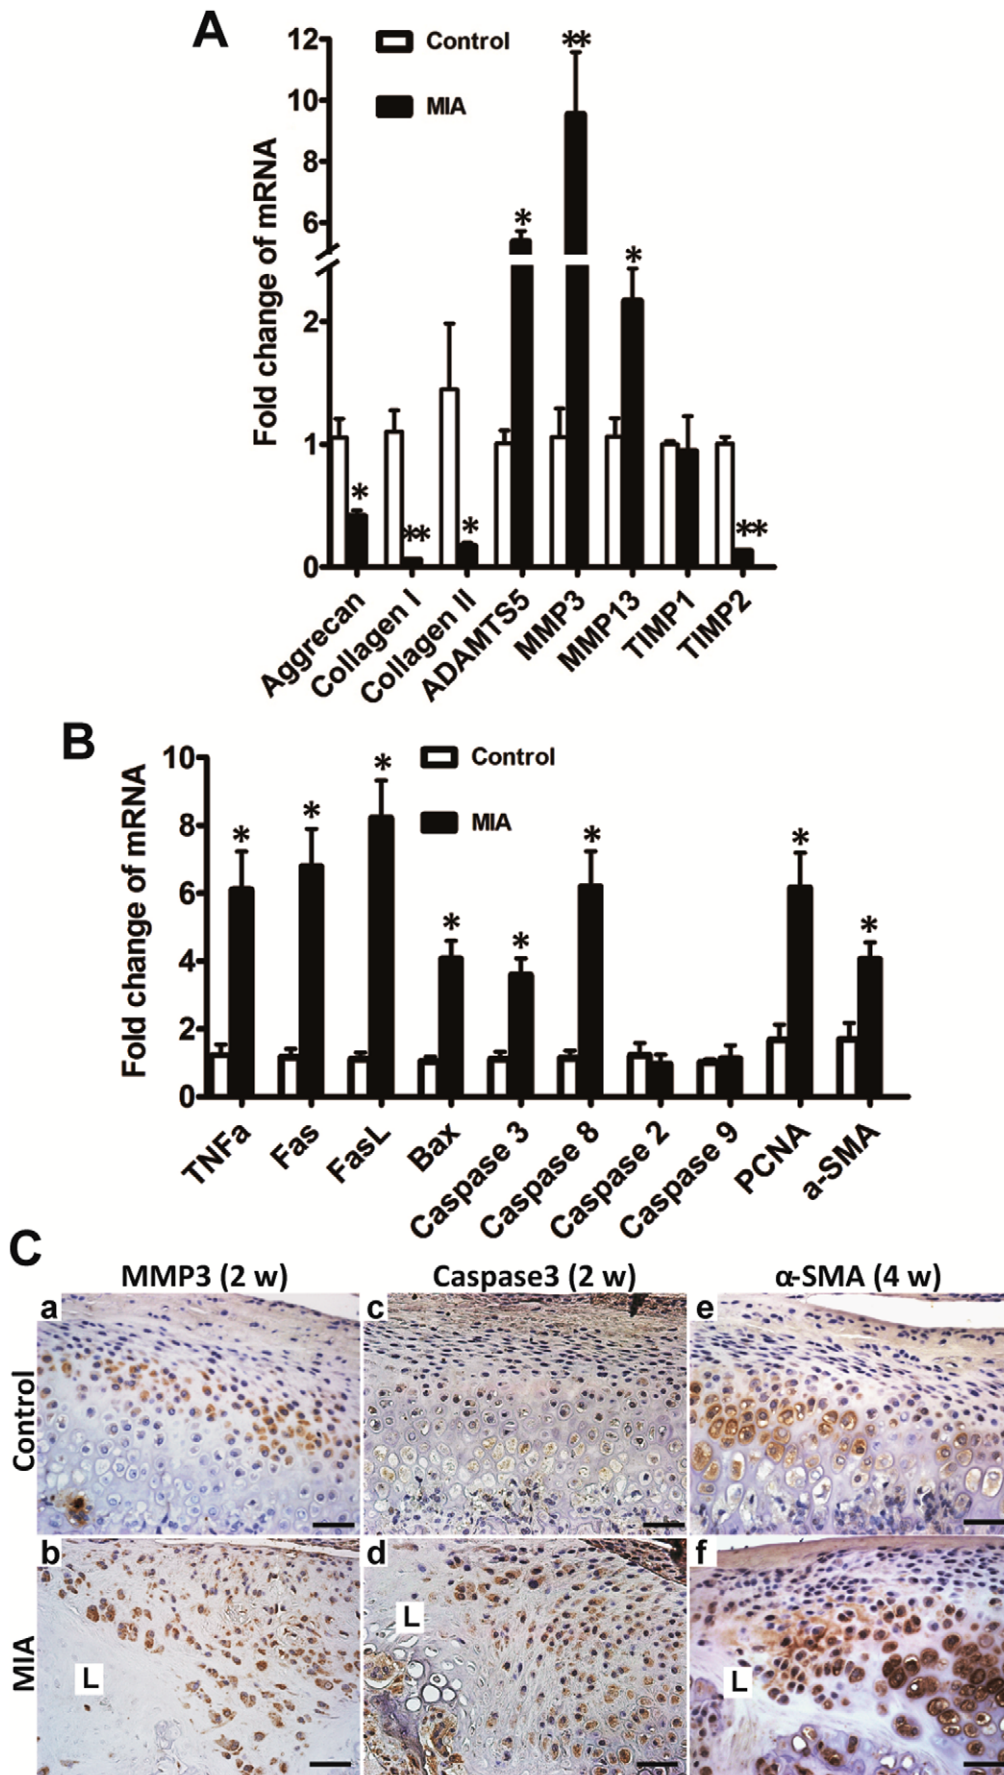 A
Control
MIA
Fold change of mRNA
12
10
8
6
2
1
0
*
**
*
*
**
*
**
Aggrecan
Collagen I
Collagen II
ADAMTS5
MMP3
MMP13
TIMP1
TIMP2
B
Control
MIA
Fold change of mRNA
10
8
6
4
2
0
*
*
*
*
*
*
*
*
TNFa
Fas
FasL
Bax
Caspase 3
Caspase 8
Caspase 2
Caspase 9
PCNA
a-SMA
C
MMP3 (2 w)
Caspase3 (2 w)
α-SMA (4 w)
Control
a
c
e
MIA
b
d
f
L
L
L